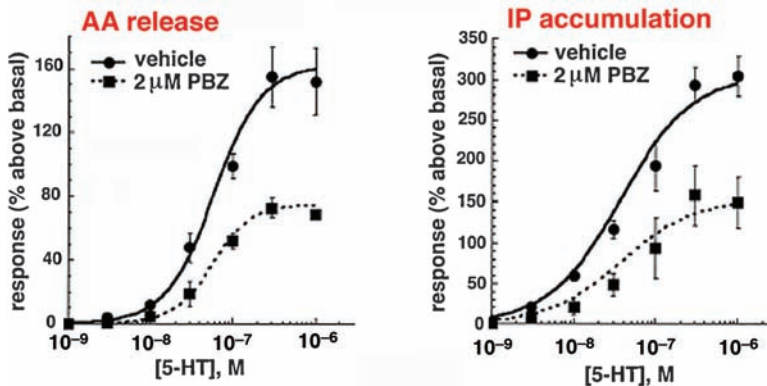 AA release
response (% above basal)
160
120
80
40
0
vehicle
2 μM PBZ
10⁻⁹ 10⁻⁸ 10⁻⁷ 10⁻⁶
[5-HT], M
IP accumulation
response (% above basal)
350
300
250
200
150
100
50
0
vehicle
2 μM PBZ
10⁻⁹ 10⁻⁸ 10⁻⁷ 10⁻⁶
[5-HT], M